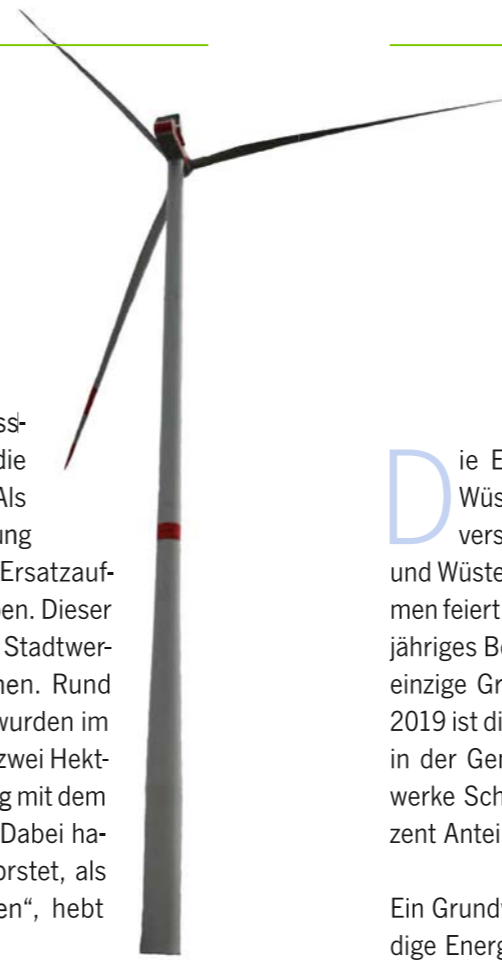 ss-
die
Als
ung
Ersatzauf-
en. Dieser
Stadtwer-
nen. Rund
wurden im
zwei Hekt-
g mit dem
Dabei ha-
orstet, als
en“, hebt
Die E
Wüs
vers
und Wüste
men feiert
jähriges Be
einzige Gr
2019 ist di
in der Ger
werke Sch
zent Antei
Ein Grundv
dige Energ